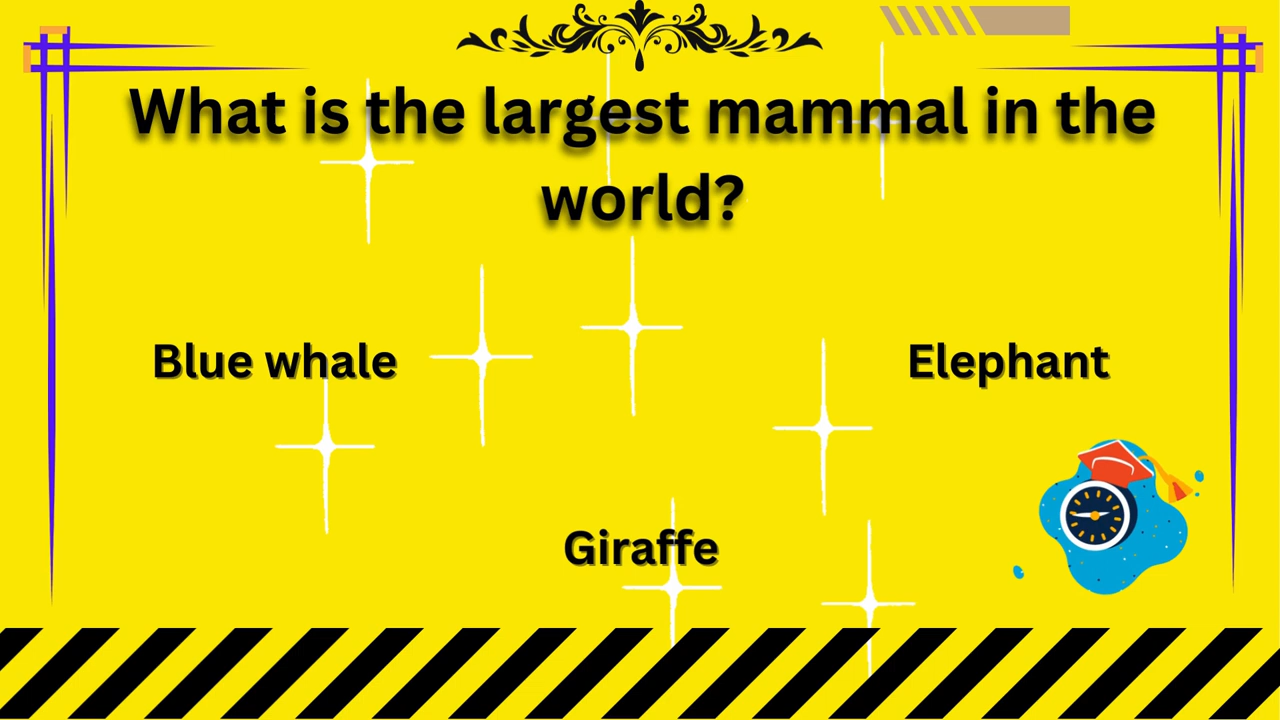 What is the largest mammal in the
world?
Blue whale
Elephant
Giraffe